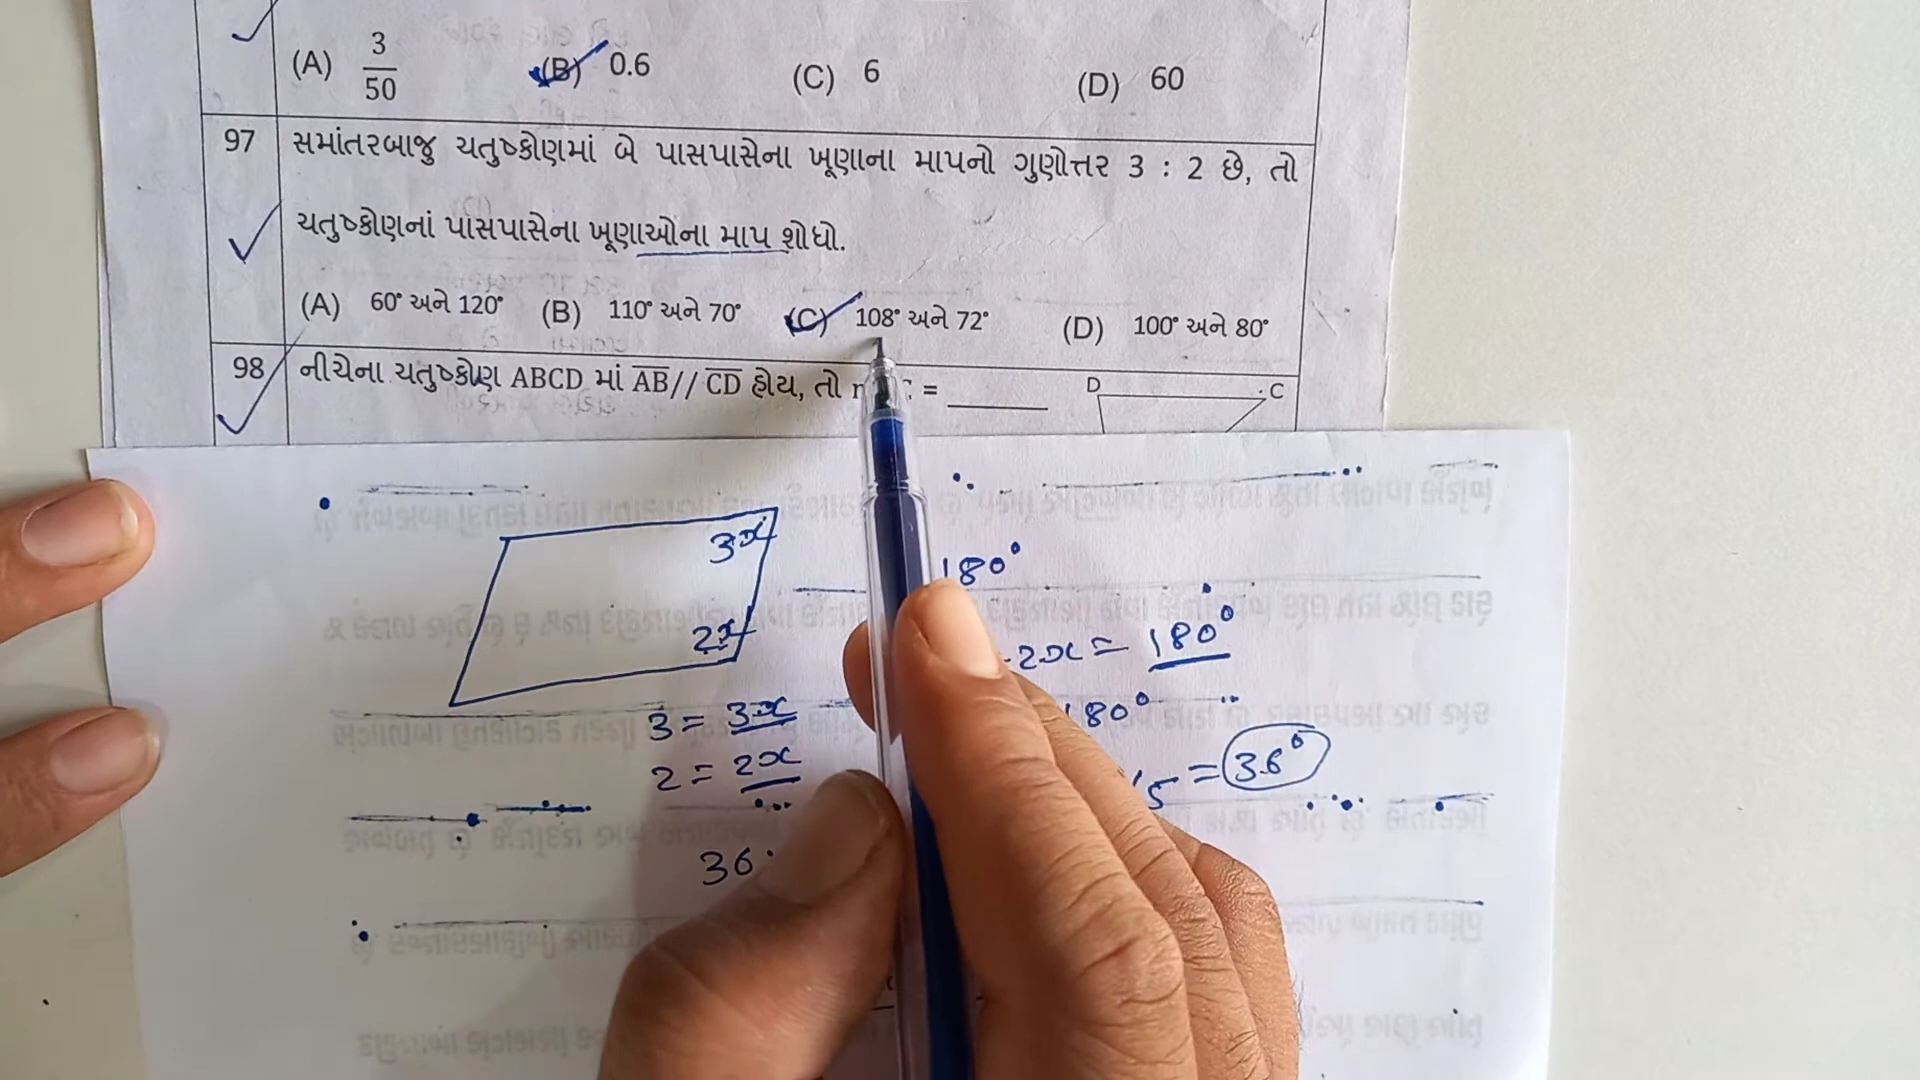 (A) 3/50 (B) 0.6 (C) 6 (D) 60
97 સમાંતરબાજુ ચતુષ્કોણમાં બે પાસપાસેના ખૂણાના માપનો ગુણોત્તર 3 : 2 છે, તો
ચતુષ્કોણનાં પાસપાસેના ખૂણાઓના માપ શોધો.
(A) 60° અને 120° (B) 110° અને 70° (C) 108° અને 72° (D) 100° અને 80°
98 નીચેના ચતુષ્કોણ ABCD માં AB // CD હોય, તો =
D C
3x
180°
2x
2x = 180°
3 = 3x
180°
2 = 2x
5 = 36°
36